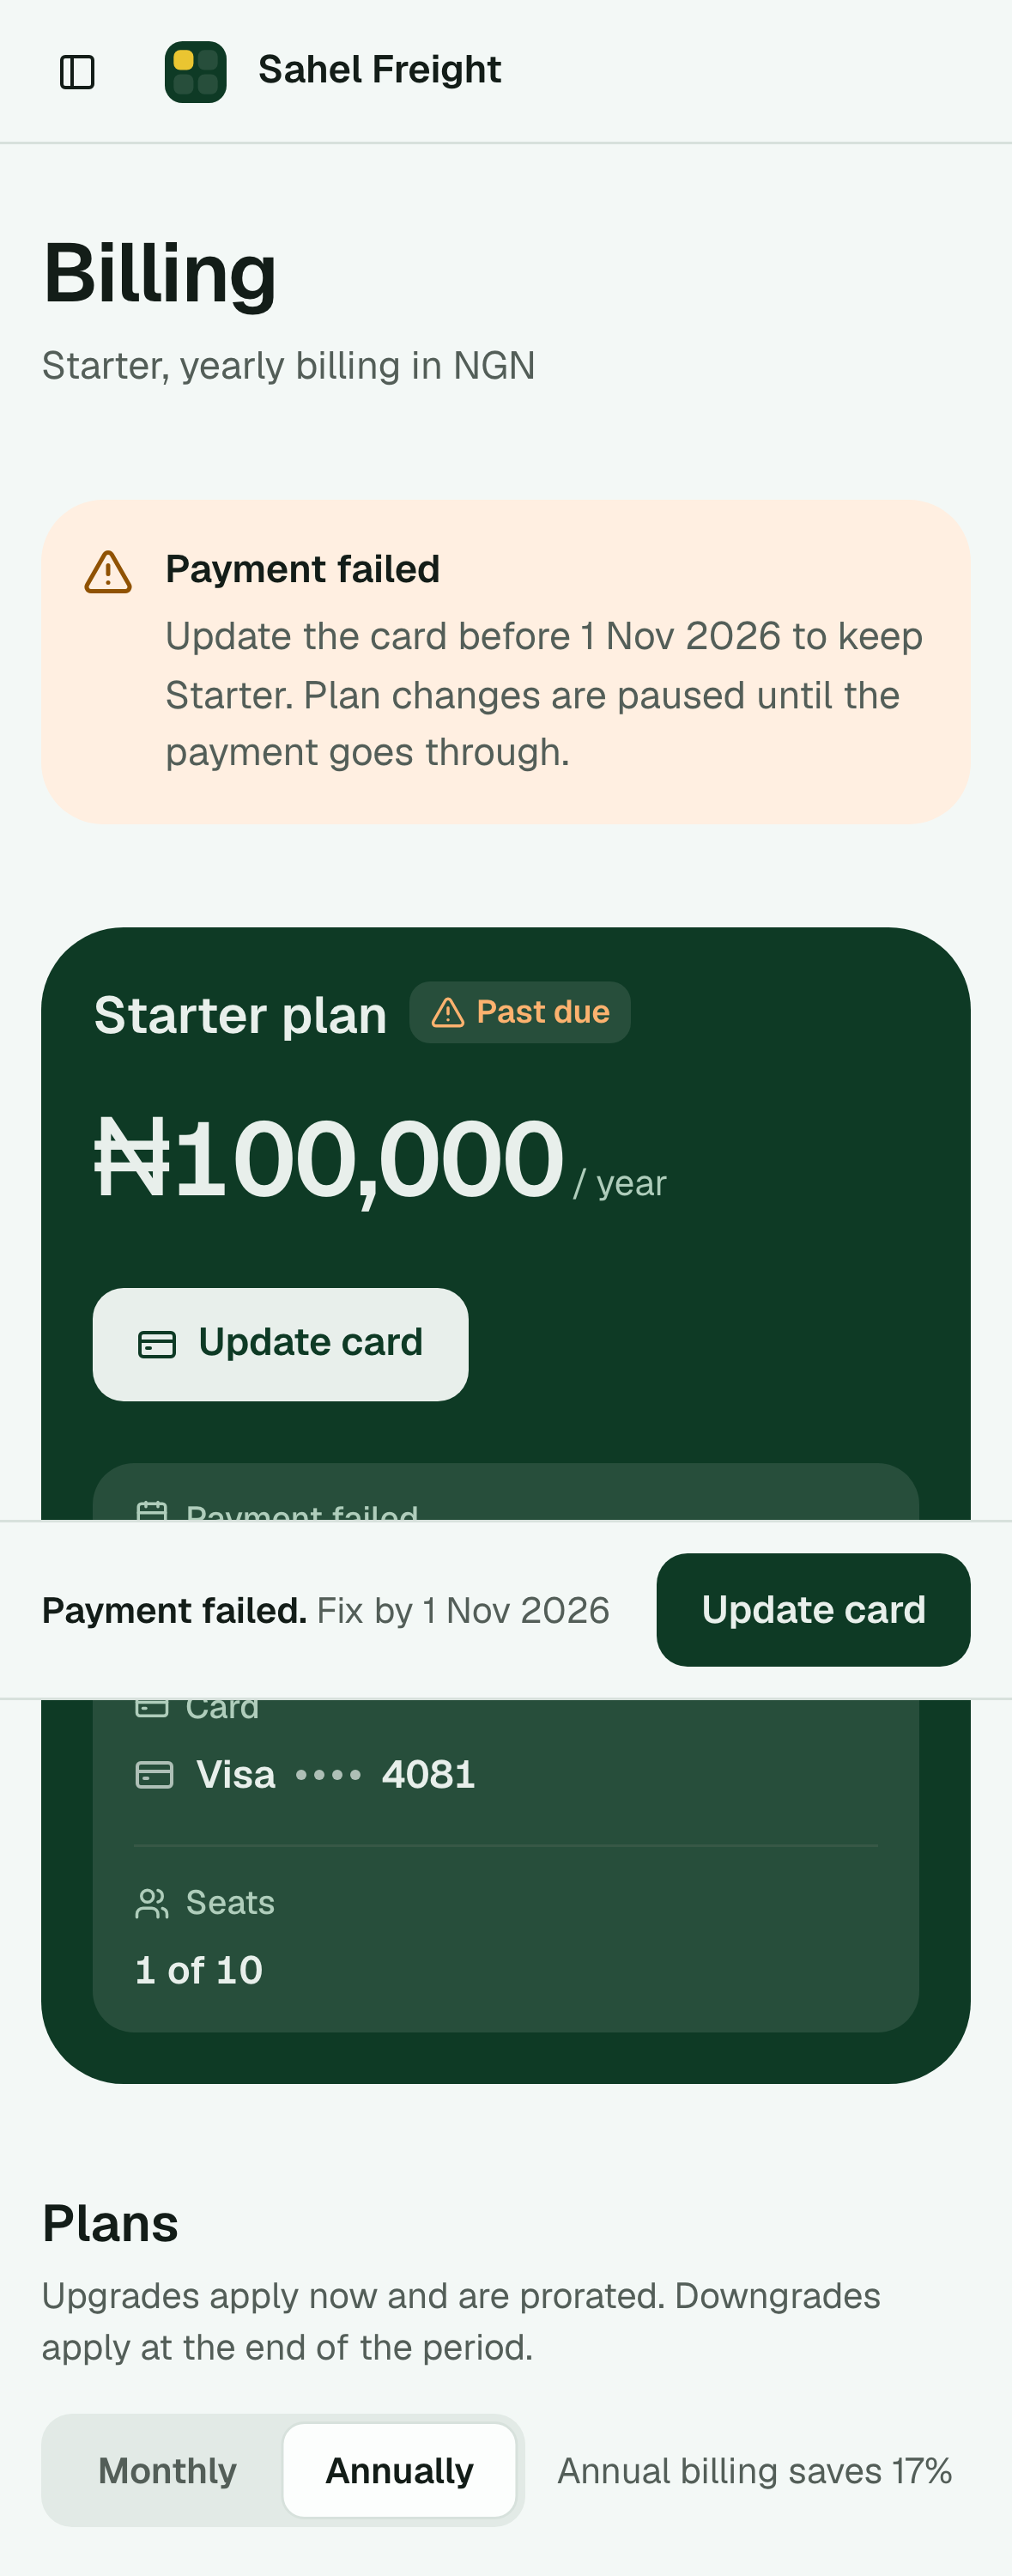 Sahel Freight
Billing
Starter, yearly billing in NGN
Payment failed
Update the card before 1 Nov 2026 to keep
Starter. Plan changes are paused until the
payment goes through.
Starter plan
Past due
₦100,000 / year
Update card
Payment failed
Payment failed. Fix by 1 Nov 2026
Update card
Card
Visa •••• 4081
Seats
1 of 10
Plans
Upgrades apply now and are prorated. Downgrades
apply at the end of the period.
Monthly
Annually
Annual billing saves 17%